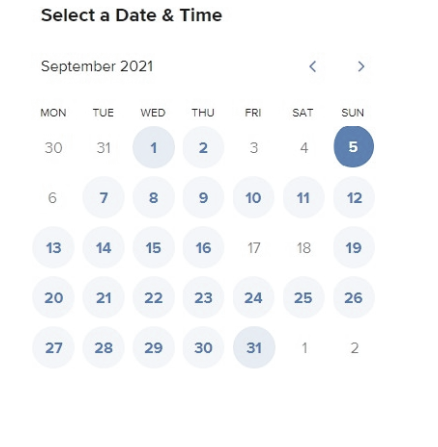 Select a Date & Time
September 2021
MON TUE WED THU FRI SAT SUN
30 31 1 2 3 4 5
6 7 8 9 10 11 12
13 14 15 16 17 18 19
20 21 22 23 24 25 26
27 28 29 30 31 1 2